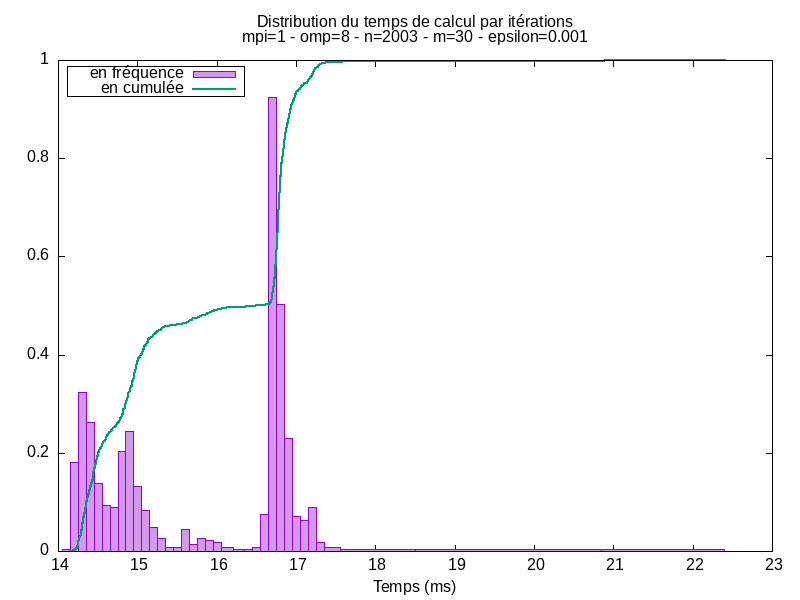 Distribution du temps de calcul par itérations
mpi=1 - omp=8 - n=2003 - m=30 - epsilon=0.001
en fréquence
en cumulée
1
0.8
0.6
0.4
0.2
0
14 15 16 17 18 19 20 21 22 23
Temps (ms)